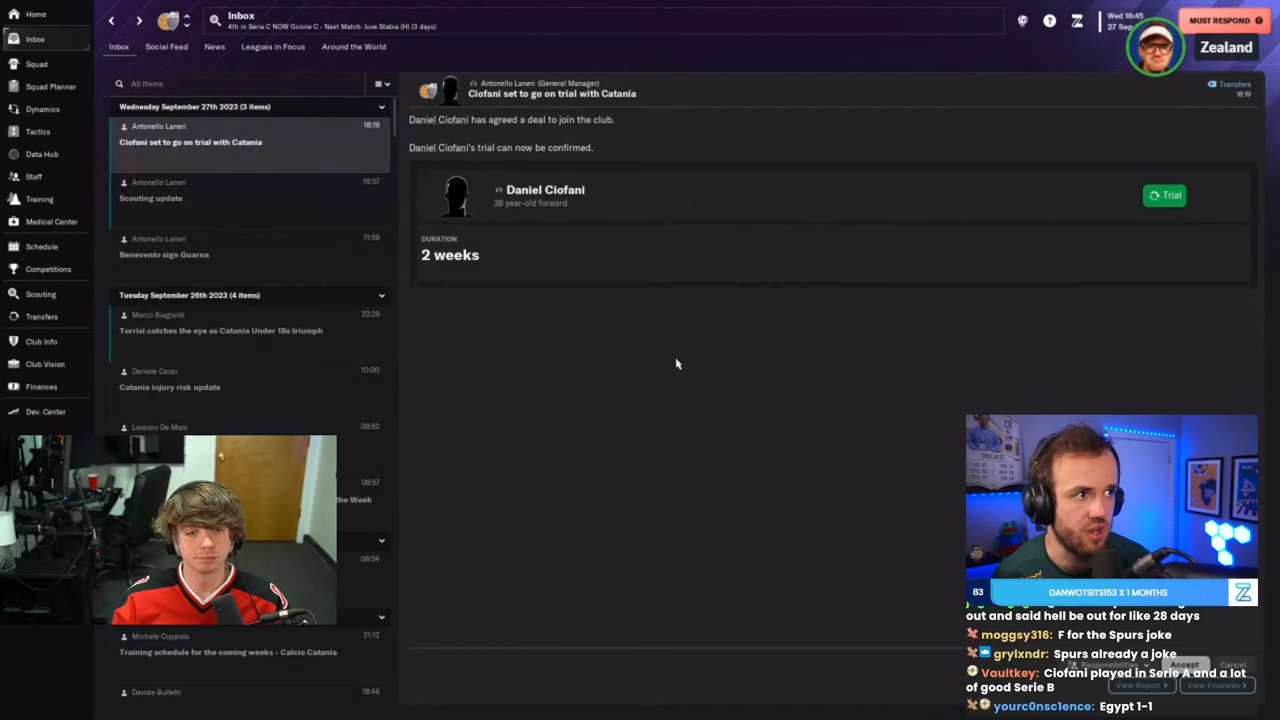 Home
Inbox
Squad
Squad Planner
Dynamics
Tactics
Data Hub
Staff
Training
Medical Center
Schedule
Competitions
Scouting
Transfers
Club Info
Club Vision
Finances
Dev. Center
Inbox
4th in Serie C NOW Girone C - Next Match: Juve Stabia (H) (3 days)
Wed 18:45
27 Sep
MUST RESPOND
Zealand
Inbox
Social Feed
News
Leagues in Focus
Around the World
All Items
Wednesday September 27th 2023 (3 items)
Antonello Laneri 18:19
Ciofani set to go on trial with Catania
Antonello Laneri 16:57
Scouting update
Antonello Laneri 11:59
Benevento sign Guarna
Tuesday September 26th 2023 (4 items)
Marco Biagianti 22:29
Torrisi catches the eye as Catania Under 18s triumph
Daniele Cenci 10:00
Catania injury risk update
Lorenzo De Mani 09:52
08:57
the Week
08:54
Michele Coppola 21:12
Training schedule for the coming weeks - Calcio Catania
Davide Bulletti 18:46
Antonello Laneri (General Manager)
Ciofani set to go on trial with Catania
Transfers
18:19
Daniel Ciofani has agreed a deal to join the club.
Daniel Ciofani's trial can now be confirmed.
Daniel Ciofani
38 year-old forward
Trial
DURATION
2 weeks
83 DANWOTSITS153 X 1 MONTHS
out and said hell be out for like 28 days
moggsy316: F for the Spurs joke
grylxndr: Spurs already a joke
Vaultkey: Ciofani played in Serie A and a lot
of good Serie B
yourc0nsc1ence: Egypt 1-1
Responsibilities
Accept
Cancel
View Report >
View Finances >